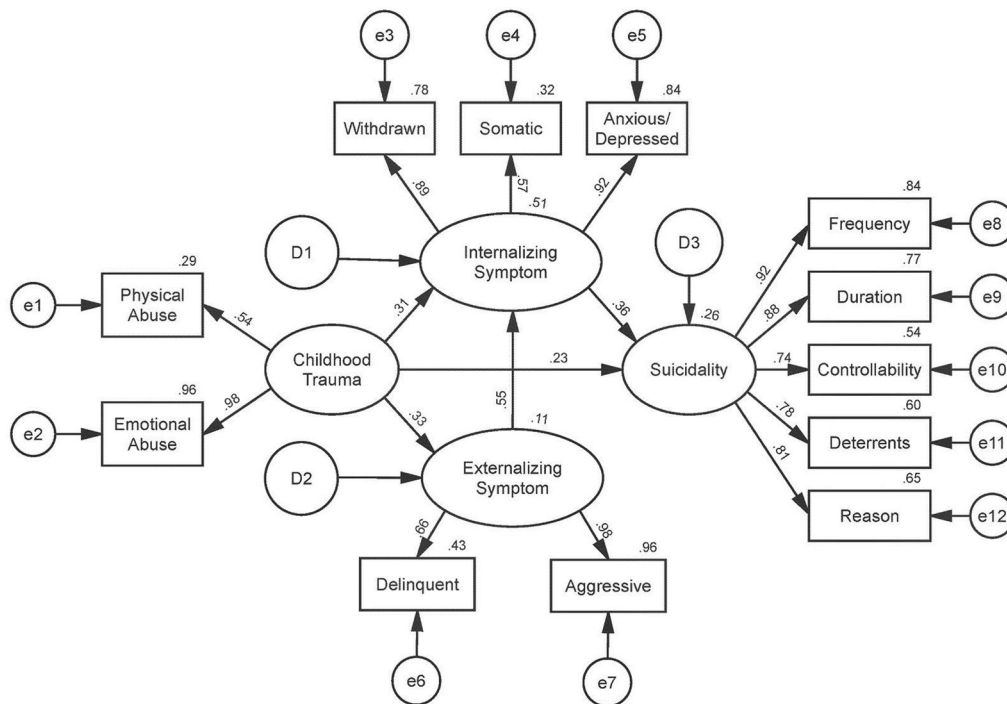 e3
e4
e5
.78
.32
.84
Withdrawn
Somatic
Anxious/
Depressed
.89
.57
.92
.51
Internalizing
Symptom
D1
D3
.84
Frequency
e8
.77
Duration
e9
.54
Controllability
e10
.60
Deterrents
e11
.65
Reason
e12
.92
.88
.74
.78
.81
.26
Suicidality
.36
.23
.31
.29
e1
Physical
Abuse
.54
Childhood
Trauma
.96
e2
Emotional
Abuse
.98
.33
.55
.11
D2
Externalizing
Symptom
.66
.98
.43
Delinquent
.96
Aggressive
e6
e7